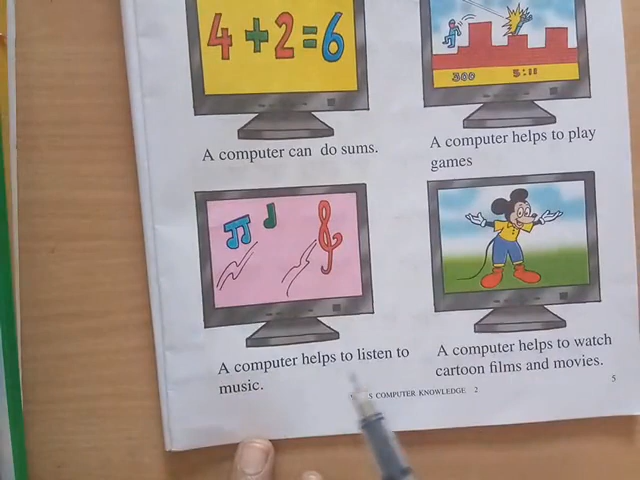 4+2=6
300 5:11
A computer can do sums.
A computer helps to play
games
A computer helps to listen to
music.
A computer helps to watch
cartoon films and movies.
COMPUTER KNOWLEDGE 2
5